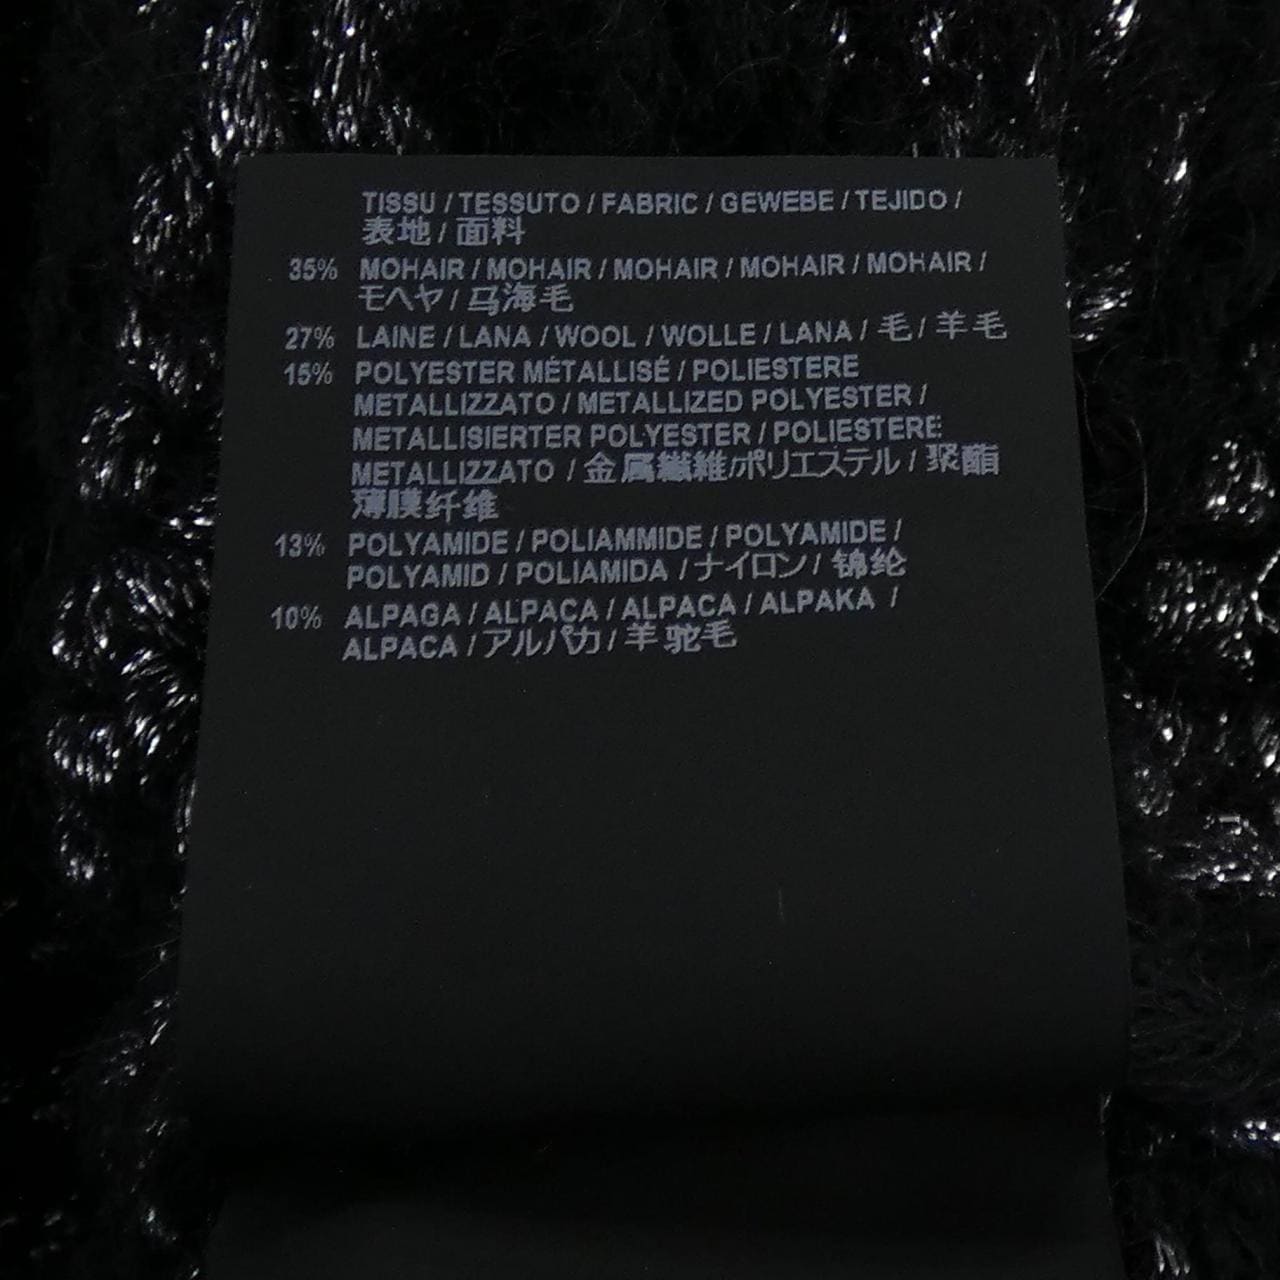 TISSU / TESSUTO / FABRIC / GEWEBE / TEJIDO /
表地 / 面料
35% MOHAIR / MOHAIR / MOHAIR / MOHAIR / MOHAIR /
モヘヤ / 马海毛
27% LAINE / LANA / WOOL / WOLLE / LANA / 毛 / 羊毛
15% POLYESTER MÉTALLISÉ / POLIESTERE
METALLIZZATO / METALLIZED POLYESTER /
METALLISIERTER POLYESTER / POLIESTERE
METALLIZZATO / 金属繊維/ポリエステル / 聚酯
薄膜纤维
13% POLYAMIDE / POLIAMMIDE / POLYAMIDE /
POLYAMID / POLIAMIDA / ナイロン / 锦纶
10% ALPAGA / ALPACA / ALPACA / ALPAKA /
ALPACA / アルパカ / 羊驼毛